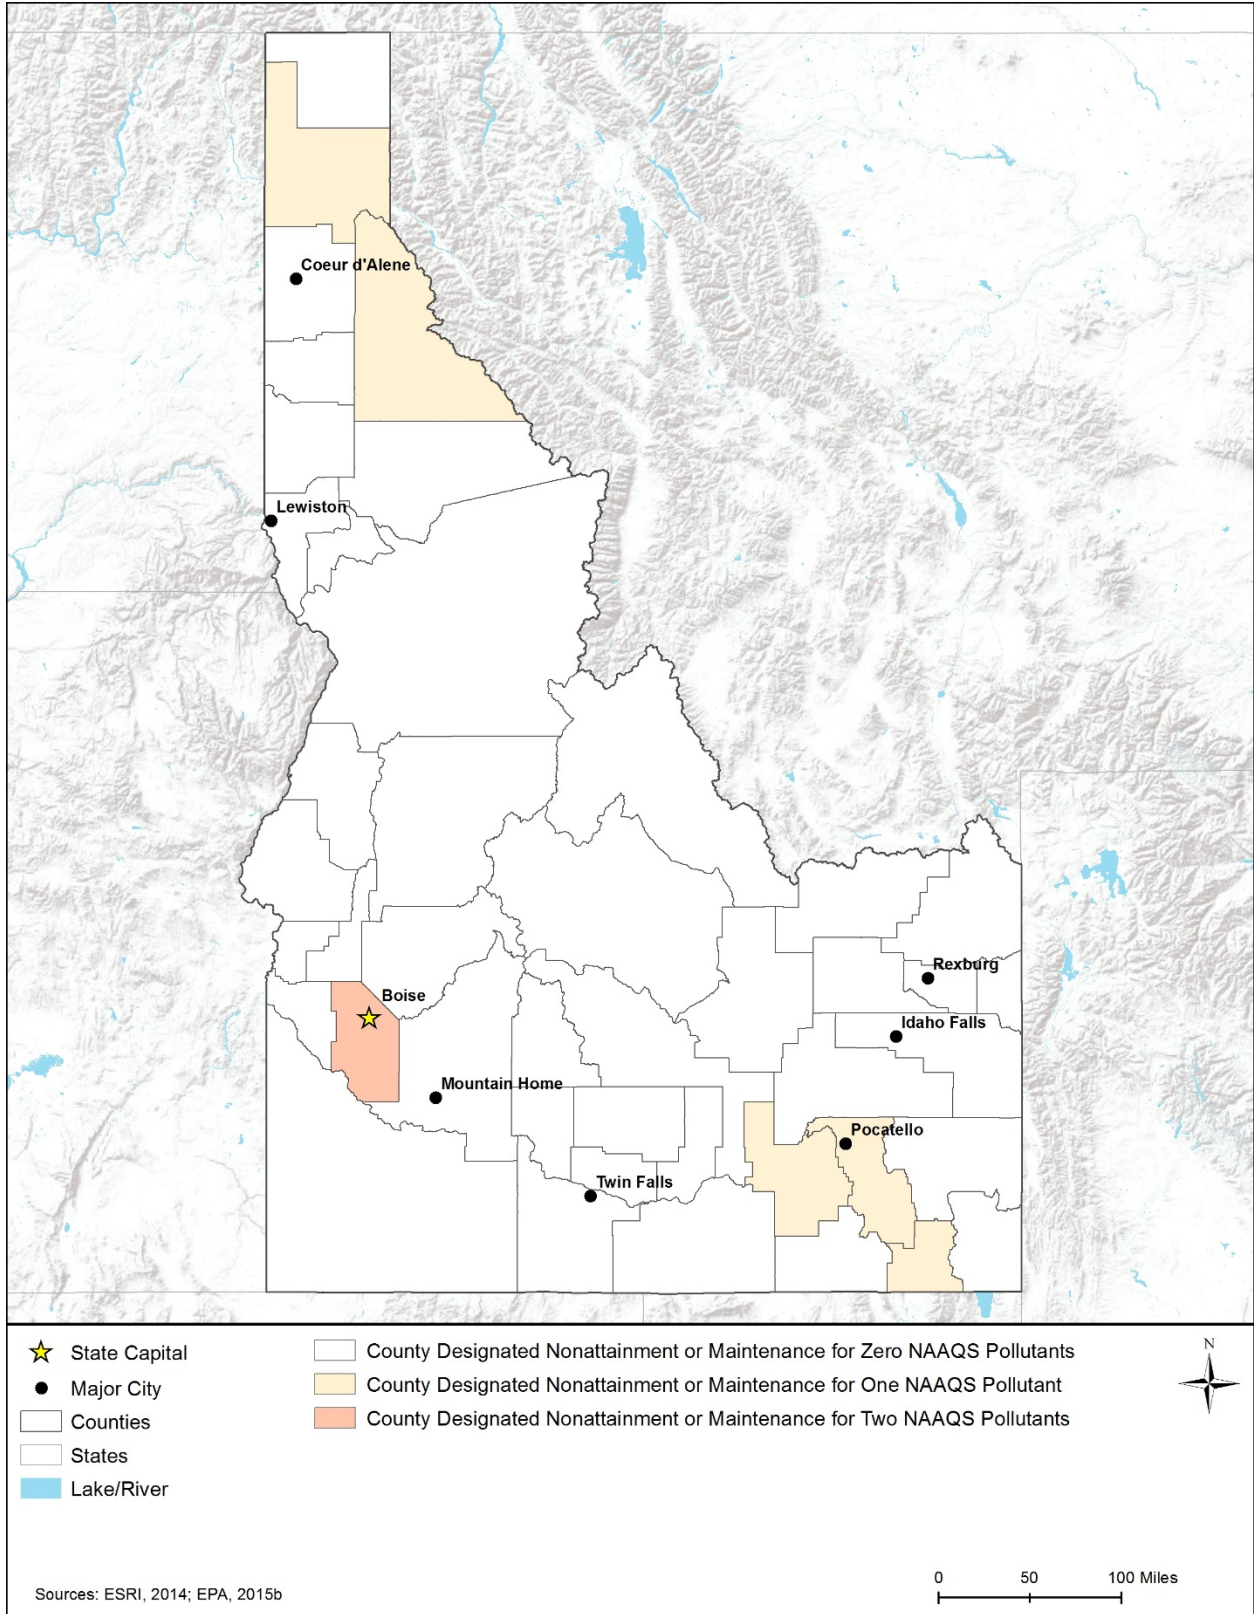 Coeur d'Alene
Lewiston
Rexburg
Boise
Idaho Falls
Mountain Home
Pocatello
Twin Falls
State Capital
Major City
Counties
States
Lake/River
County Designated Nonattainment or Maintenance for Zero NAAQS Pollutants
County Designated Nonattainment or Maintenance for One NAAQS Pollutant
County Designated Nonattainment or Maintenance for Two NAAQS Pollutants
N
0 50 100 Miles
Sources: ESRI, 2014; EPA, 2015b